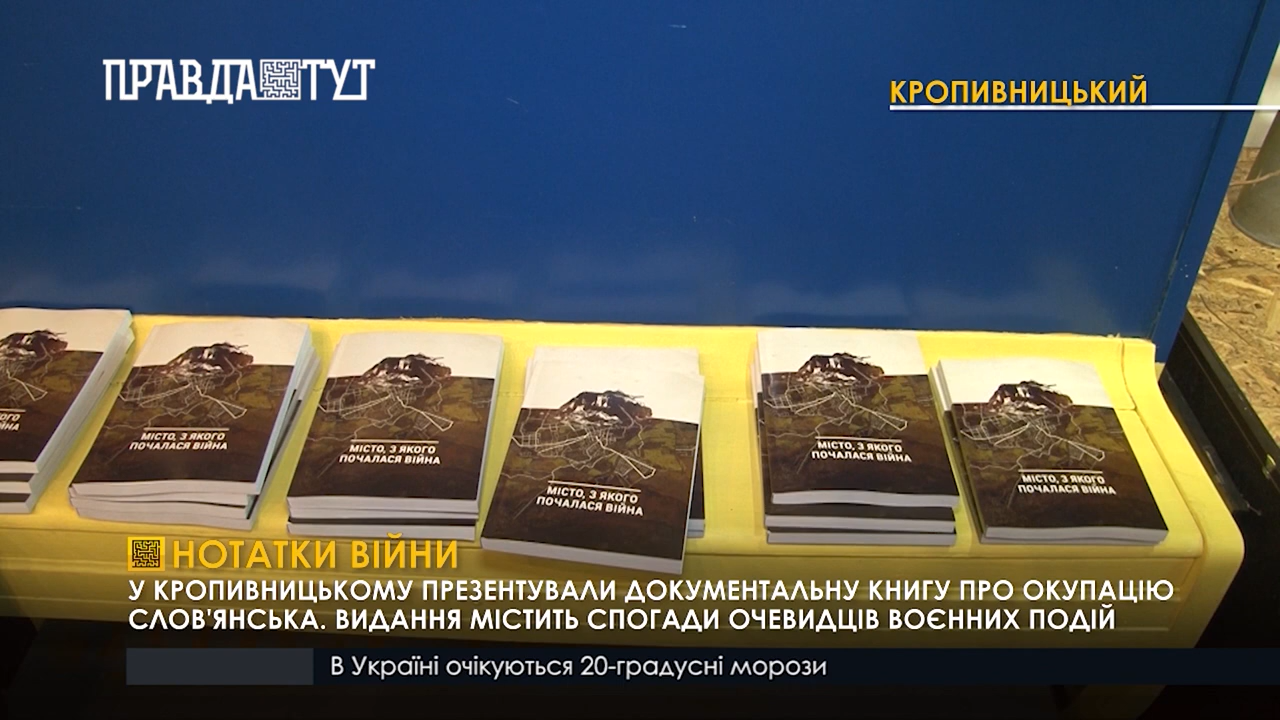 ПРАВДА ТУТ
КРОПИВНИЦЬКИЙ
МІСТО, З ЯКОГО
ПОЧАЛАСЯ ВІЙНА
МІСТО, З ЯКОГО
ПОЧАЛАСЯ ВІЙНА
МІСТО, З ЯКОГО
ПОЧАЛАСЯ ВІЙНА
МІСТО, З ЯКОГО
ПОЧАЛАСЯ ВІЙНА
МІСТО, З ЯКОГО
ПОЧАЛАСЯ ВІЙНА
НОТАТКИ ВІЙНИ
У КРОПИВНИЦЬКОМУ ПРЕЗЕНТУВАЛИ ДОКУМЕНТАЛЬНУ КНИГУ ПРО ОКУПАЦІЮ
СЛОВ'ЯНСЬКА. ВИДАННЯ МІСТИТЬ СПОГАДИ ОЧЕВИДЦІВ ВОЄННИХ ПОДІЙ
В Україні очікуються 20-градусні морози